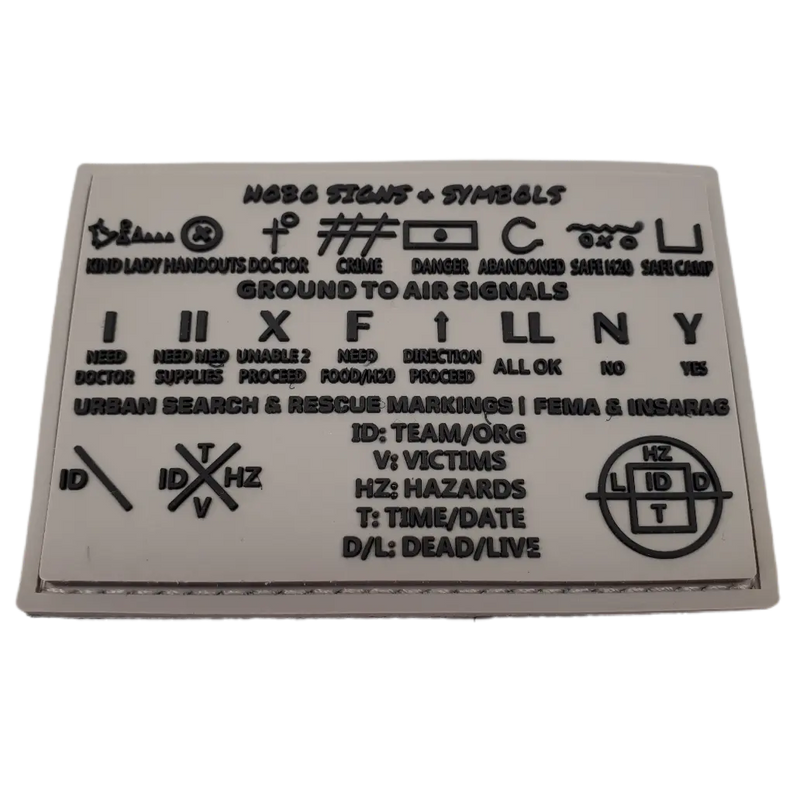 HOBO SIGNS + SYMBOLS
KIND LADY HANDOUTS DOCTOR CRIME DANGER ABANDONED SAFE H20 SAFE CAMP
GROUND TO AIR SIGNALS
I II X F ↑ LL N Y
NEED NEED MED UNABLE 2 NEED DIRECTION ALL OK NO YES
DOCTOR SUPPLIES PROCEED FOOD/H20 PROCEED
URBAN SEARCH & RESCUE MARKINGS | FEMA & INSARAG
ID: TEAM/ORG
V: VICTIMS
HZ: HAZARDS
T: TIME/DATE
D/L: DEAD/LIVE
ID
T
ID HZ
V
HZ
L ID D
T